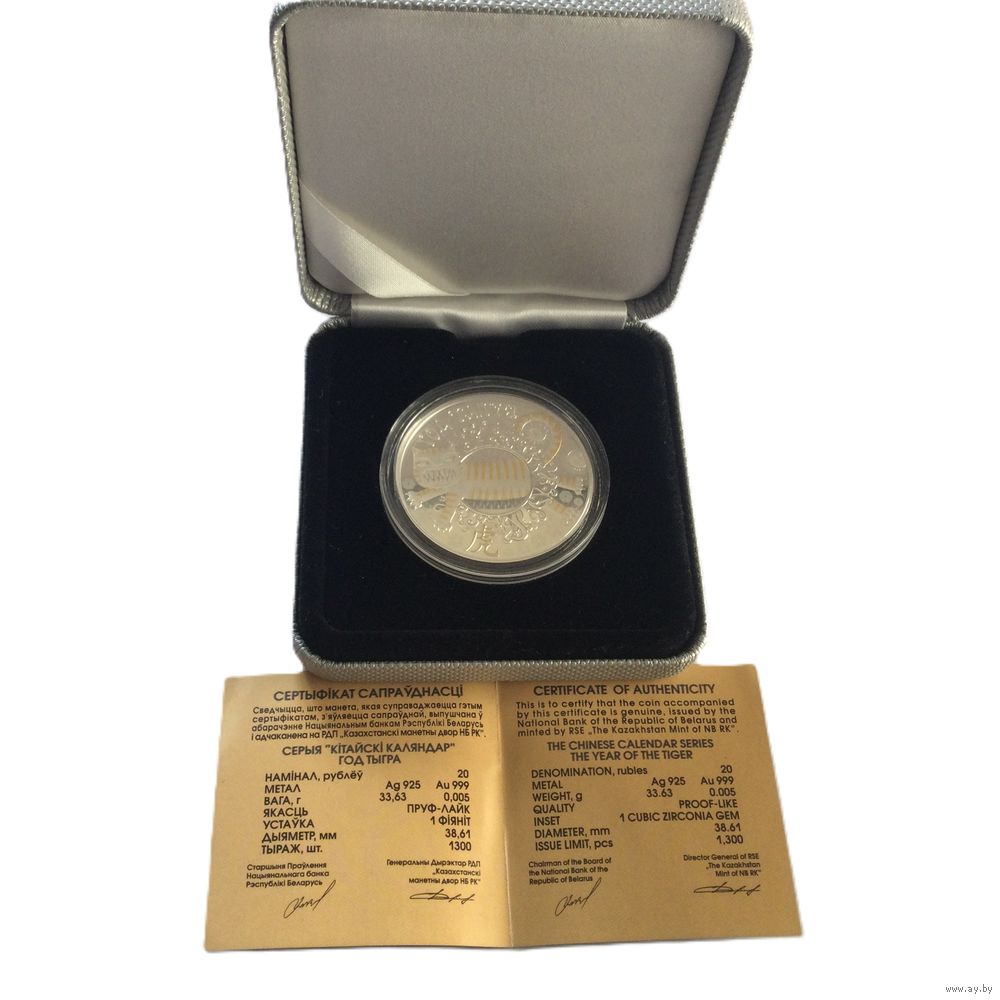 虎
СЕРТЫФІКАТ САПРАЎДНАСЦІ
Сведчыцца, што манета, якая суправаджаецца гэтым
сертыфікатам, з'яўляецца сапраўднай, выпушчана ў
абарачэнне Нацыянальным банкам Рэспублікі Беларусь
і адчаканена на РДП „Казахстанскі манетны двор НБ РК".
СЕРЫЯ "КІТАЙСКІ КАЛЯНДАР"
ГОД ТЫГРА
НАМІНАЛ, рублёў 20
МЕТАЛ Ag 925 Au 999
ВАГА, г 33,63 0,005
ЯКАСЦЬ ПРУФ-ЛАЙК
УСТАЎКА 1 ФІЯНІТ
ДЫЯМЕТР, мм 38,61
ТЫРАЖ, шт. 1300
Старшыня Праўлення
Нацыянальнага банка
Рэспублікі Беларусь
Генеральны Дырэктар РДП
„Казахстанскі
манетны двор НБ РК"
CERTIFICATE OF AUTHENTICITY
This is to certify that the coin accompanied
by this certificate is genuine, issued by the
National Bank of the Republic of Belarus and
minted by RSE „The Kazakhstan Mint of NB RK".
THE CHINESE CALENDAR SERIES
THE YEAR OF THE TIGER
DENOMINATION, rubles 20
METAL Ag 925 Au 999
WEIGHT, g 33.63 0.005
QUALITY PROOF-LIKE
INSET 1 CUBIC ZIRCONIA GEM
DIAMETER, mm 38.61
ISSUE LIMIT, pcs 1,300
Chairman of the Board of
the National Bank of the
Republic of Belarus
Director General of RSE
„The Kazakhstan
Mint of NB RK"
www.ay.by